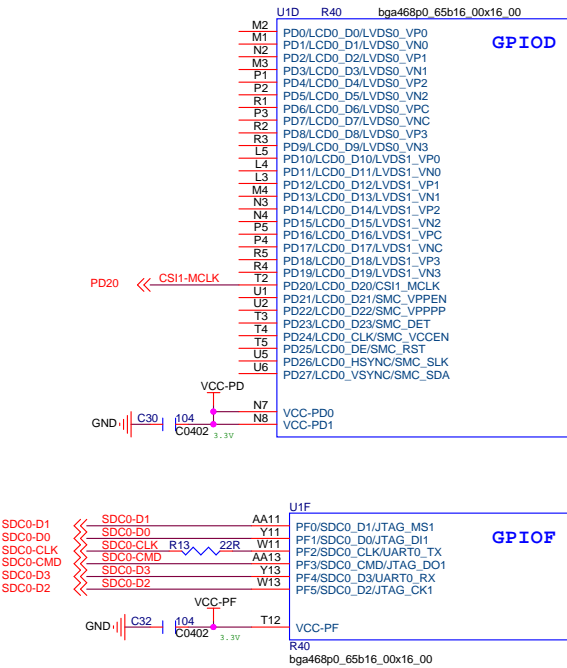 U1D R40 bga468p0_65b16_00x16_00
GPIOD
M2 PD0/LCD0_D0/LVDS0_VP0
M1 PD1/LCD0_D1/LVDS0_VN0
N2 PD2/LCD0_D2/LVDS0_VP1
M3 PD3/LCD0_D3/LVDS0_VN1
P1 PD4/LCD0_D4/LVDS0_VP2
P2 PD5/LCD0_D5/LVDS0_VN2
R1 PD6/LCD0_D6/LVDS0_VPC
P3 PD7/LCD0_D7/LVDS0_VNC
R2 PD8/LCD0_D8/LVDS0_VP3
R3 PD9/LCD0_D9/LVDS0_VN3
L5 PD10/LCD0_D10/LVDS1_VP0
L4 PD11/LCD0_D11/LVDS1_VN0
L3 PD12/LCD0_D12/LVDS1_VP1
M4 PD13/LCD0_D13/LVDS1_VN1
N3 PD14/LCD0_D14/LVDS1_VP2
N4 PD15/LCD0_D15/LVDS1_VN2
P5 PD16/LCD0_D16/LVDS1_VPC
P4 PD17/LCD0_D17/LVDS1_VNC
R5 PD18/LCD0_D18/LVDS1_VP3
R4 PD19/LCD0_D19/LVDS1_VN3
PD20 CSI1-MCLK T2 PD20/LCD0_D20/CSI1_MCLK
U1 PD21/LCD0_D21/SMC_VPPEN
U2 PD22/LCD0_D22/SMC_VPPPP
T3 PD23/LCD0_D23/SMC_DET
T4 PD24/LCD0_CLK/SMC_VCCEN
T5 PD25/LCD0_DE/SMC_RST
U5 PD26/LCD0_HSYNC/SMC_SLK
U6 PD27/LCD0_VSYNC/SMC_SDA
VCC-PD
N7 VCC-PD0
GND C30 104 N8 VCC-PD1
C0402 3.3V
U1F
GPIOF
SDC0-D1 SDC0-D1 AA11 PF0/SDC0_D1/JTAG_MS1
SDC0-D0 SDC0-D0 Y11 PF1/SDC0_D0/JTAG_DI1
SDC0-CLK SDC0-CLK R13 22R W11 PF2/SDC0_CLK/UART0_TX
SDC0-CMD SDC0-CMD AA13 PF3/SDC0_CMD/JTAG_DO1
SDC0-D3 SDC0-D3 Y13 PF4/SDC0_D3/UART0_RX
SDC0-D2 SDC0-D2 W13 PF5/SDC0_D2/JTAG_CK1
VCC-PF
GND C32 104 T12 VCC-PF
C0402 3.3V
R40
bga468p0_65b16_00x16_00